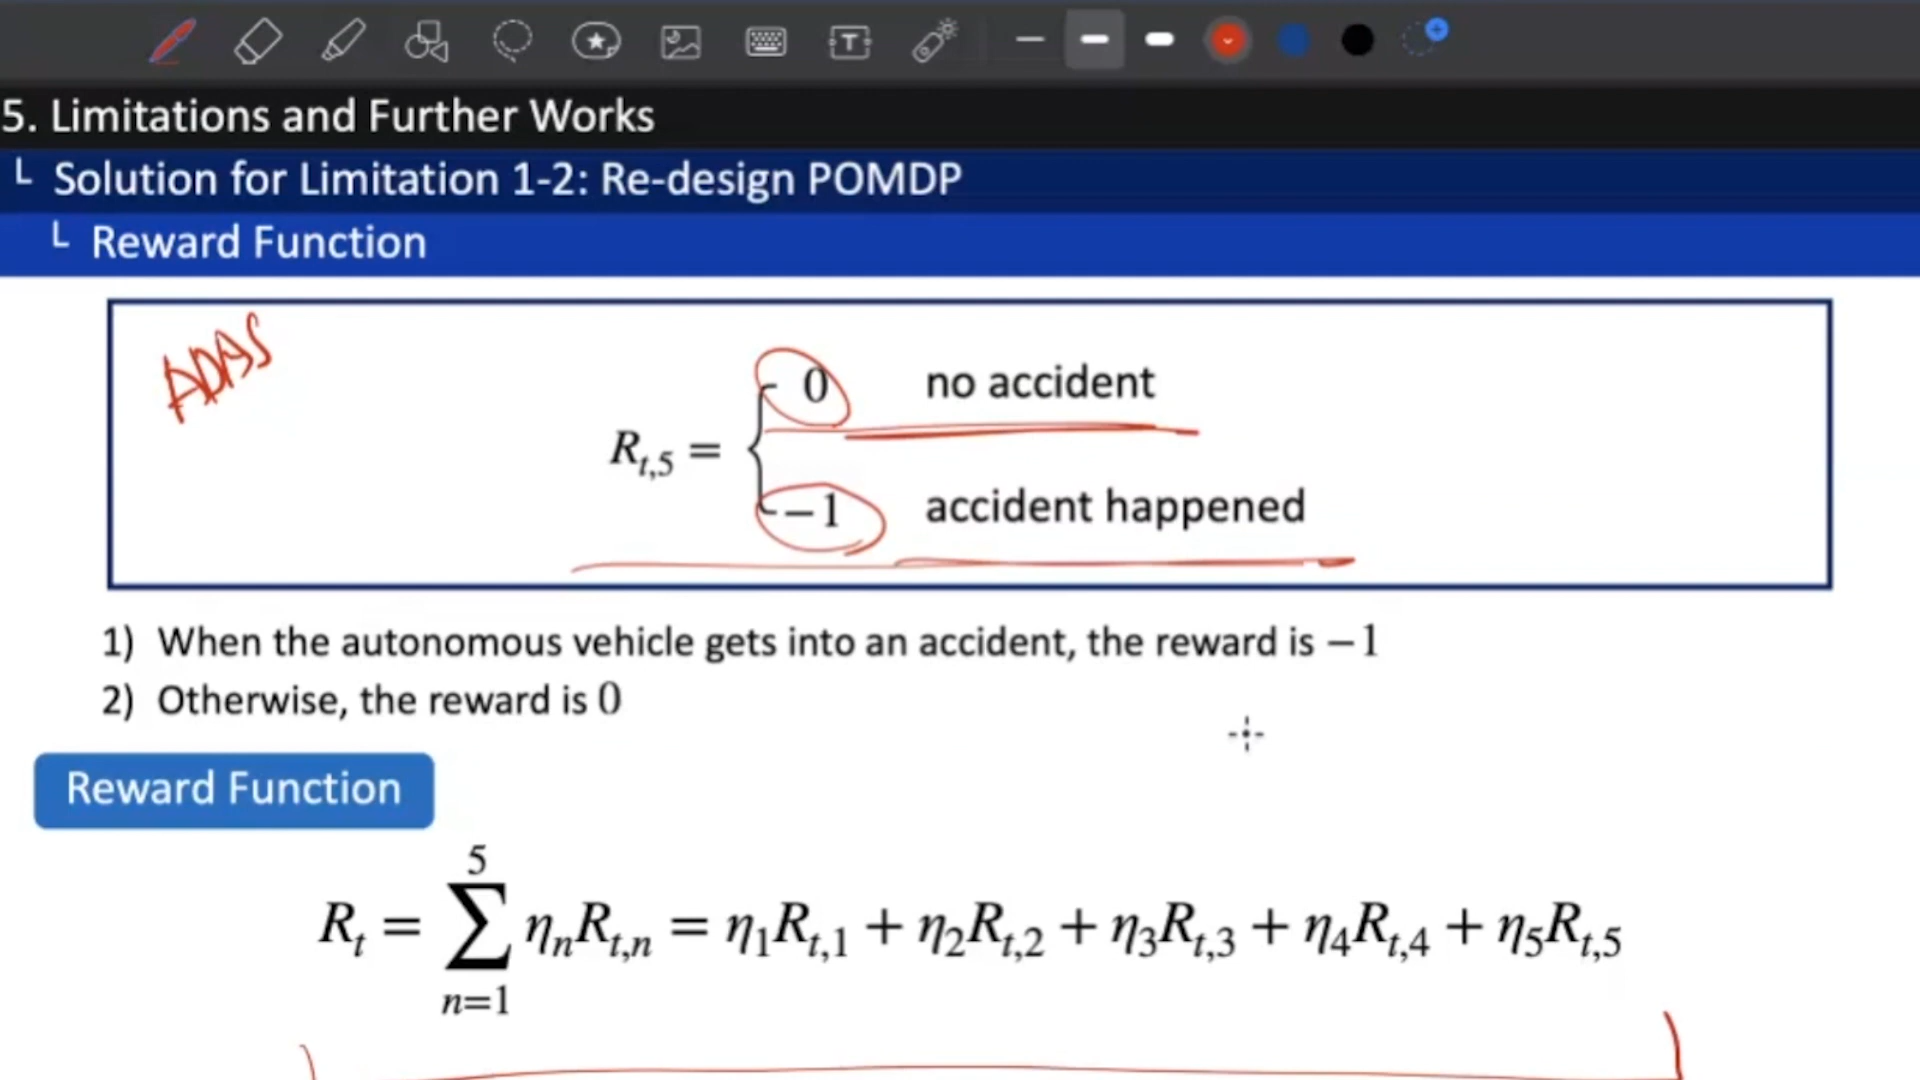 5. Limitations and Further Works
└ Solution for Limitation 1-2: Re-design POMDP
└ Reward Function
ADAS
0 no accident
R_{t,5} =
−1 accident happened
1) When the autonomous vehicle gets into an accident, the reward is −1
2) Otherwise, the reward is 0
Reward Function
R_t = \sum_{n=1}^{5} η_n R_{t,n} = η_1 R_{t,1} + η_2 R_{t,2} + η_3 R_{t,3} + η_4 R_{t,4} + η_5 R_{t,5}